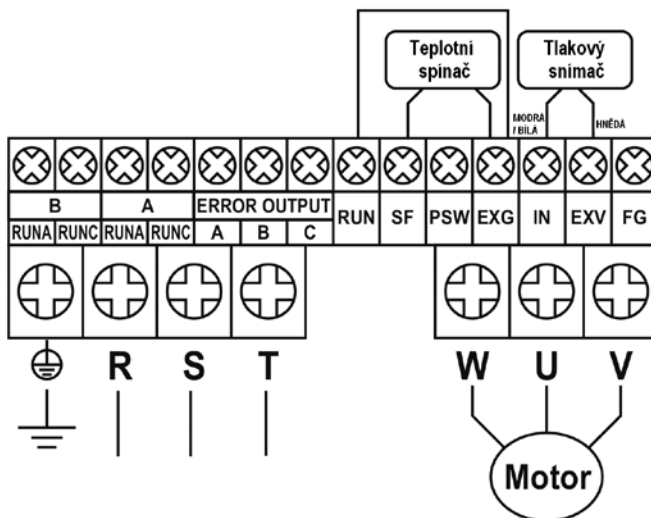 Teplotní
spínač
Tlakový
snímač
MODRÁ
/ BÍLÁ
HNĚDÁ
B A ERROR OUTPUT RUN SF PSW EXG IN EXV FG
RUNA RUNC RUNA RUNC A B C
R S T W U V
Motor